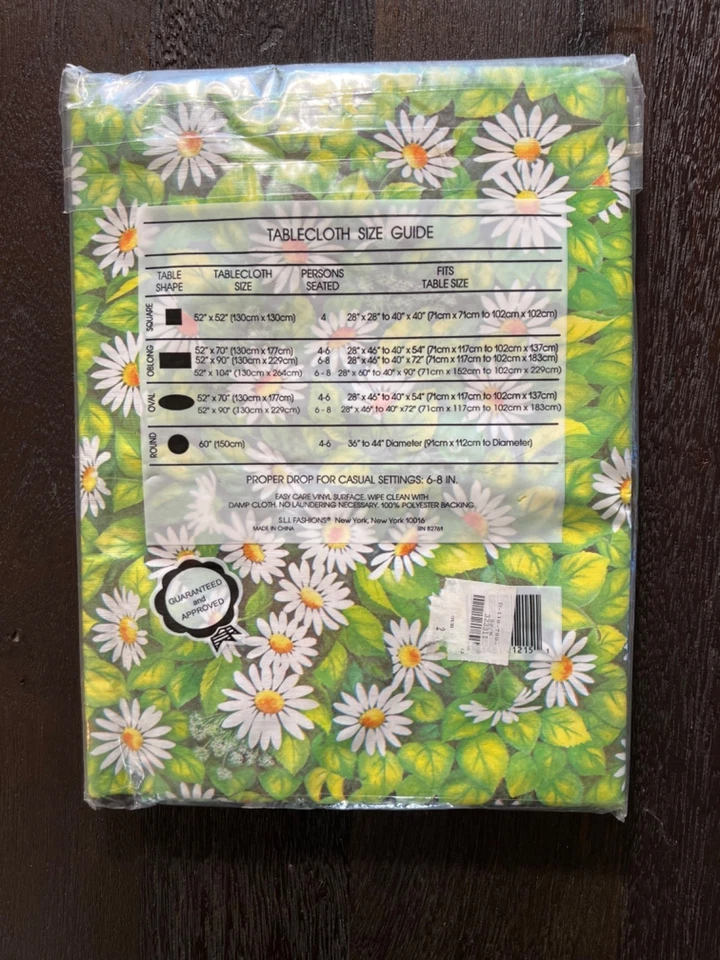 TABLECLOTH SIZE GUIDE
TABLE SHAPE TABLECLOTH SIZE PERSONS SEATED FITS TABLE SIZE
SQUARE 52" x 52" (130cm x 130cm) 4 28" x 28" to 40" x 40" (71cm x 71cm to 102cm x 102cm)
OBLONG 52" x 70" (130cm x 177cm) 4-6 28" x 46" to 40" x 54" (71cm x 117cm to 102cm x 137cm)
52" x 90" (130cm x 229cm) 6-8 28" x 46" to 40" x 72" (71cm x 117cm to 102cm x 183cm)
52" x 104" (130cm x 264cm) 6 - 8 28" x 60" to 40" x 90" (71cm x 152cm to 102cm x 229cm)
OVAL 52" x 70" (130cm x 177cm) 4-6 28" x 46" to 40" x 54" (71cm x 117cm to 102cm x 137cm)
52" x 90" (130cm x 229cm) 6 - 8 28" x 46" to 40" x72" (71cm x 117cm to 102cm x 183cm)
ROUND 60" (150cm) 4-6 36" to 44" Diameter (91cm x 112cm to Diameter)
PROPER DROP FOR CASUAL SETTINGS: 6-8 IN.
EASY CARE VINYL SURFACE. WIPE CLEAN WITH
DAMP CLOTH. NO LAUNDERING NECESSARY. 100% POLYESTER BACKING.
S.L.I. FASHIONS® New York, New York 10016
MADE IN CHINA RN 82761
GUARANTEED
and
APPROVED
1215 1